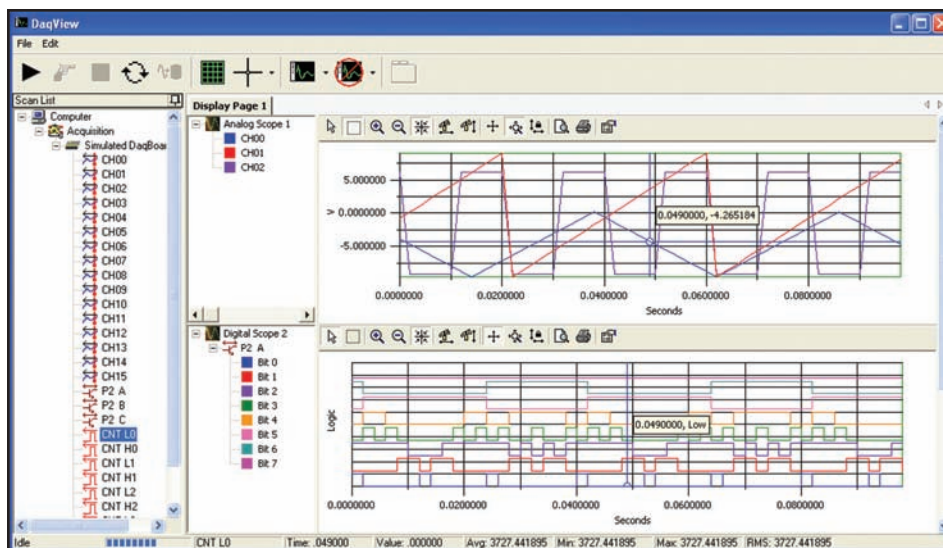 DaqView
File Edit
Scan List
Computer
Acquisition
Simulated DaqBoar
CH00
CH01
CH02
CH03
CH04
CH05
CH06
CH07
CH08
CH09
CH10
CH11
CH12
CH13
CH14
CH15
P2 A
P2 B
P2 C
CNT L0
CNT H0
CNT L1
CNT H1
CNT L2
CNT H2
Display Page 1
Analog Scope 1
CH00
CH01
CH02
V
5.000000
0.0000000
-5.000000
0.0490000, -4.265184
0.0000000 0.0200000 0.0400000 0.0600000 0.0800000
Seconds
Digital Scope 2
P2 A
Bit 0
Bit 1
Bit 2
Bit 3
Bit 4
Bit 5
Bit 6
Bit 7
Logic
0.0490000, Low
0.0000000 0.0200000 0.0400000 0.0600000 0.0800000
Seconds
Idle CNT L0 Time: .049000 Value: .000000 Avg: 3727.441895 Min: 3727.441895 Max: 3727.441895 RMS: 3727.441895